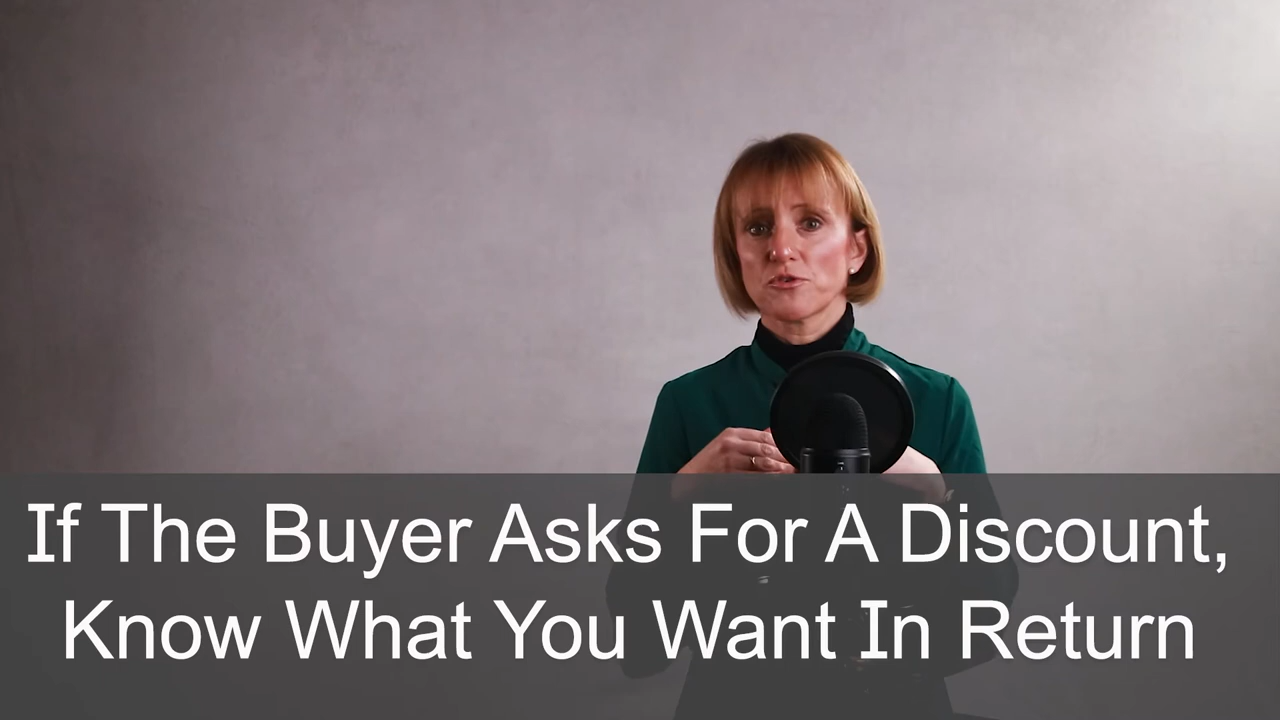 If The Buyer Asks For A Discount,
Know What You Want In Return